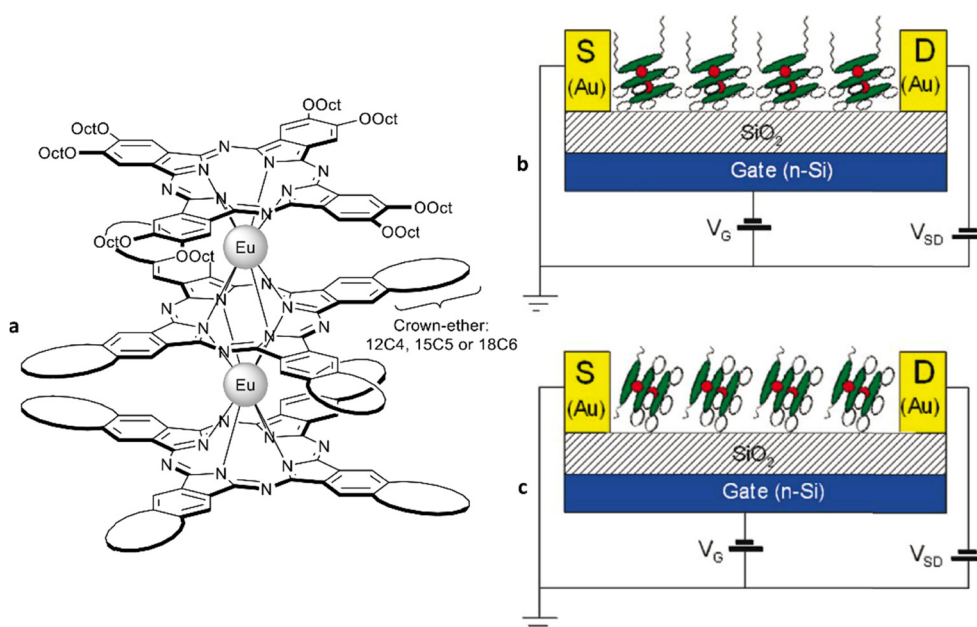 a
OctO
OOct
OctO
OOct
OctO
OOct
OctO
OOct
N
N
N
N
N
N
N
N
Eu
N
N
N
N
N
N
N
N
Crown-ether:
12C4, 15C5 or 18C6
Eu
N
N
N
N
N
N
N
N
b
S
(Au)
D
(Au)
SiO2
Gate (n-Si)
VG
VSD
c
S
(Au)
D
(Au)
SiO2
Gate (n-Si)
VG
VSD